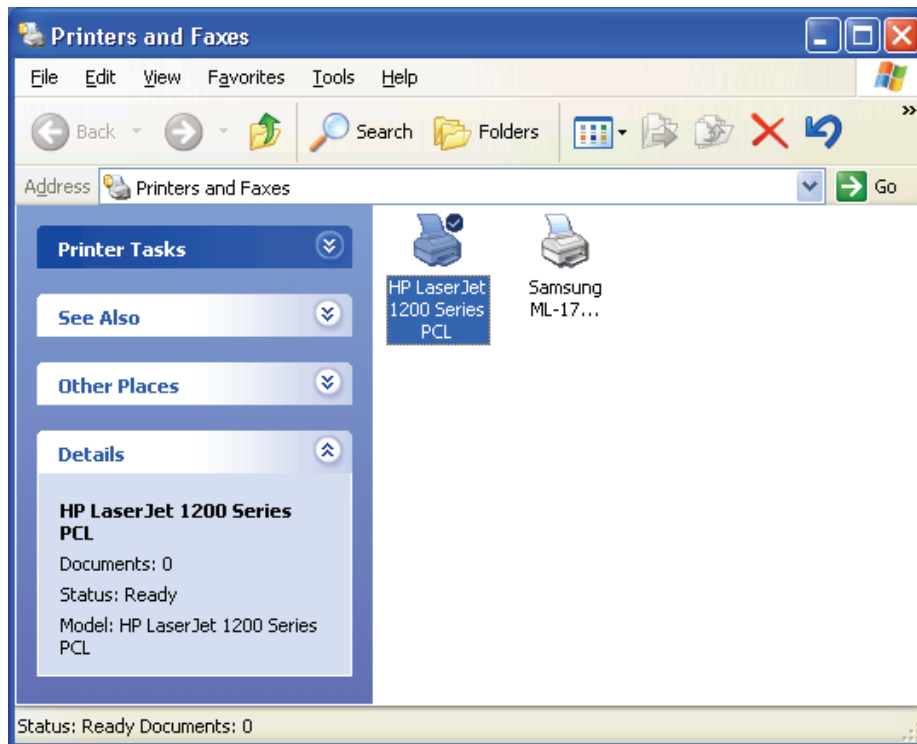 Printers and Faxes
File Edit View Favorites Tools Help
Back Search Folders »
Address Printers and Faxes Go
Printer Tasks
See Also
Other Places
Details
HP LaserJet 1200 Series
PCL
Documents: 0
Status: Ready
Model: HP LaserJet 1200 Series
PCL
HP LaserJet
1200 Series
PCL
Samsung
ML-17...
Status: Ready Documents: 0